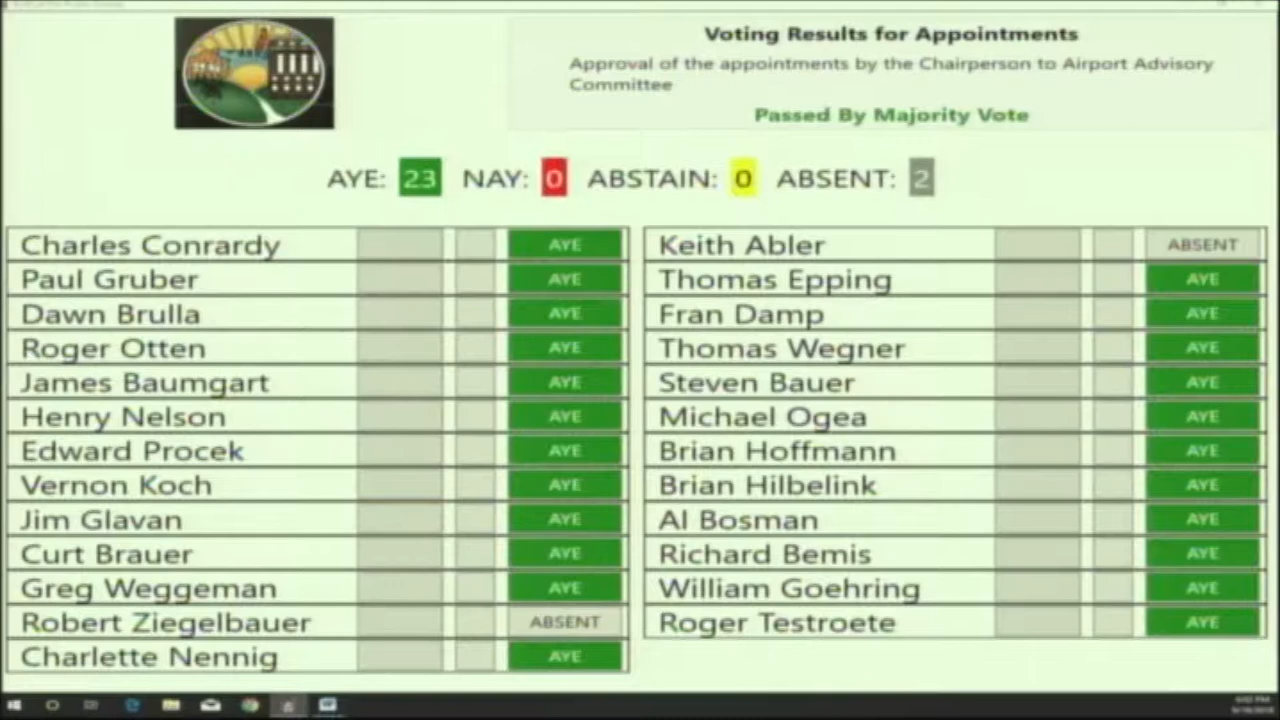 Voting Results for Appointments
Approval of the appointments by the Chairperson to Airport Advisory
Committee
Passed By Majority Vote
AYE: 23 NAY: 0 ABSTAIN: 0 ABSENT: 2
Charles Conrardy AYE
Paul Gruber AYE
Dawn Brulla AYE
Roger Otten AYE
James Baumgart AYE
Henry Nelson AYE
Edward Procek AYE
Vernon Koch AYE
Jim Glavan AYE
Curt Brauer AYE
Greg Weggeman AYE
Robert Ziegelbauer ABSENT
Charlette Nennig AYE
Keith Abler ABSENT
Thomas Epping AYE
Fran Damp AYE
Thomas Wegner AYE
Steven Bauer AYE
Michael Ogea AYE
Brian Hoffmann AYE
Brian Hilbelink AYE
Al Bosman AYE
Richard Bemis AYE
William Goehring AYE
Roger Testroete AYE